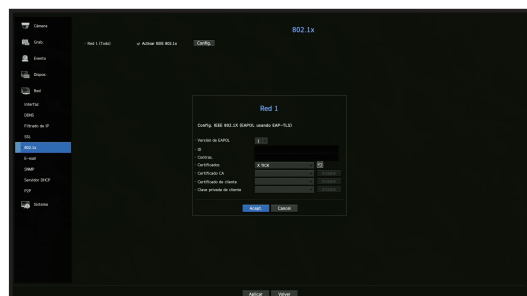 802.1x
Cámara
Grab.
Evento
Dispos.
Red
Interfaz
DDNS
Filtrado de IP
SSL
802.1x
E-mail
SNMP
Servidor DHCP
P2P
Sistema
Red 1 (Todo) Activar IEEE 802.1x Config.
Red 1
Config. IEEE 802.1X (EAPOL usando EAP-TLS)
Versión de EAPOL 1
ID
Contras.
Certificados X TICK
Certificado CA
Certificado de cliente
Clave privada de cliente
Acept. Cancel
Aplicar Volver